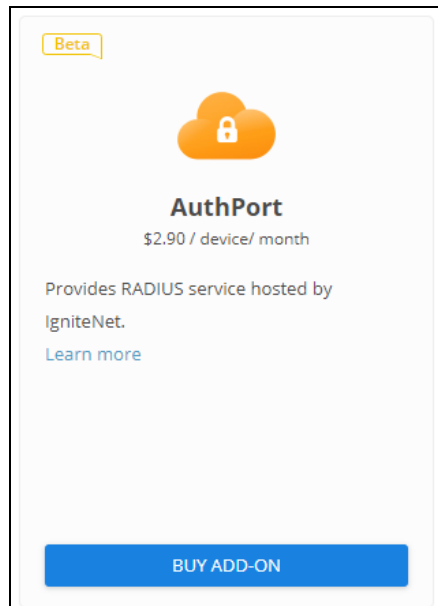 Beta
AuthPort
$2.90 / device/ month
Provides RADIUS service hosted by
IgniteNet.
Learn more
BUY ADD-ON